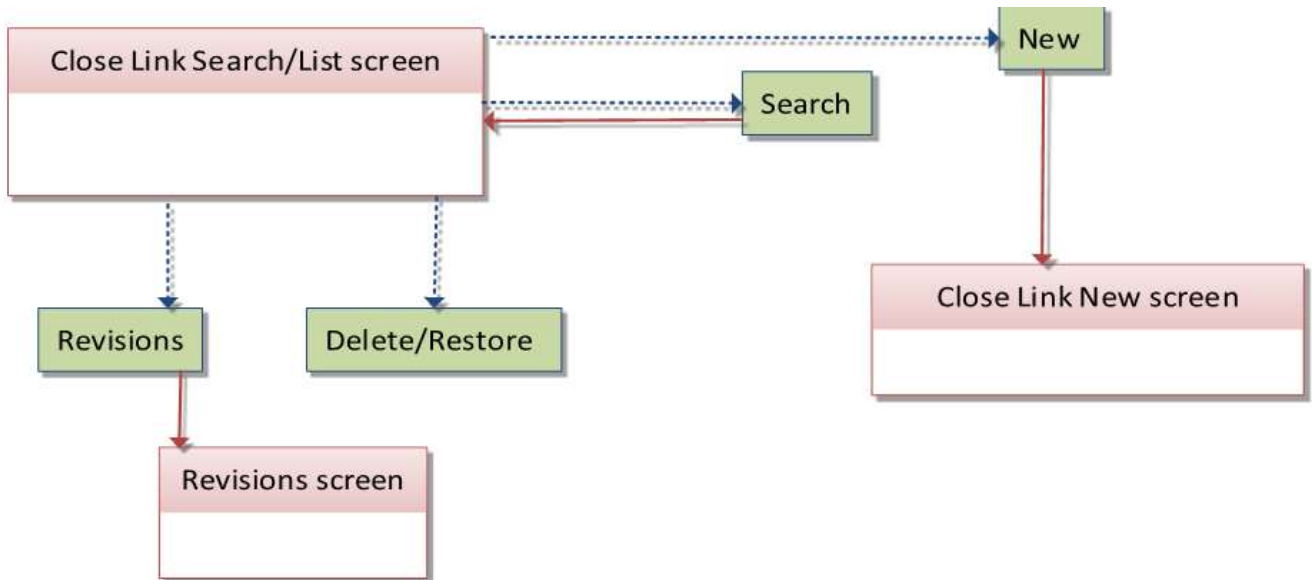 New
Close Link Search/List screen
Search
Close Link New screen
Revisions
Delete/Restore
Revisions screen